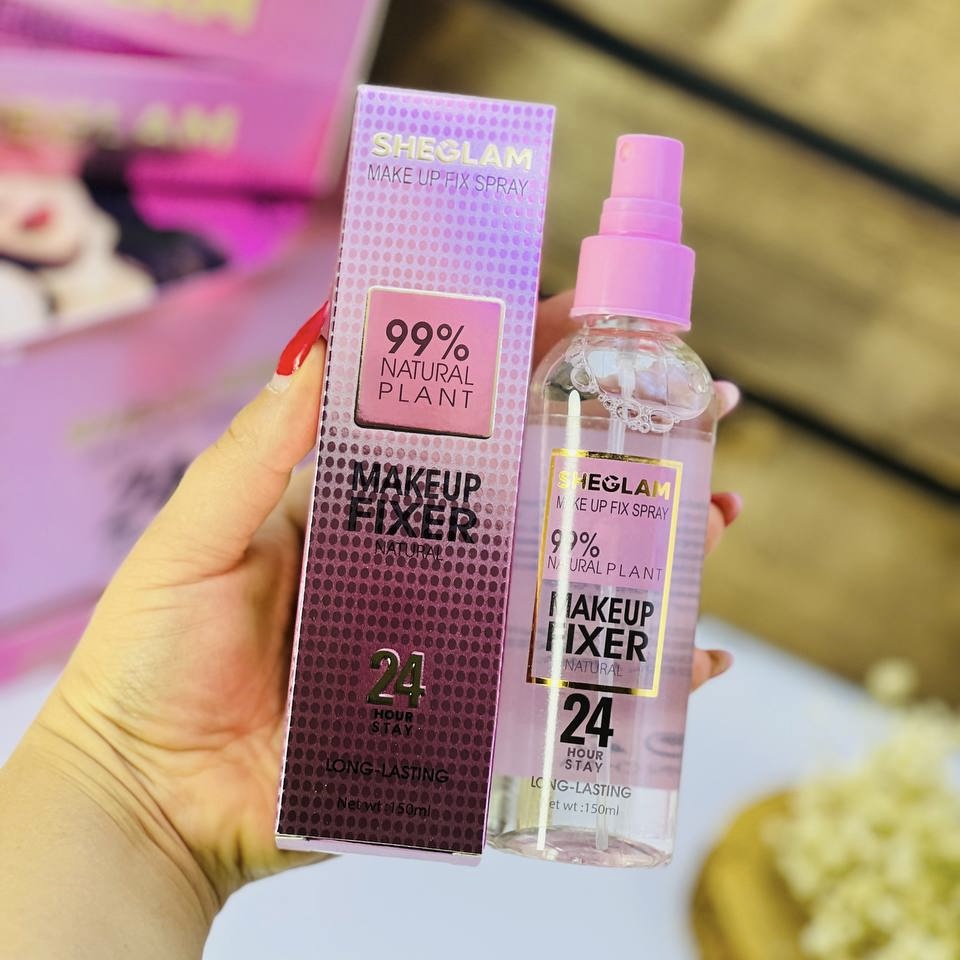 SHEGLAM
MAKE UP FIX SPRAY
99%
NATURAL
PLANT
MAKEUP
FIXER
NATURAL
24
HOUR
STAY
LONG-LASTING
Net wt :150ml
SHEGLAM
MAKE UP FIX SPRAY
99%
NATURAL PLANT
MAKEUP
FIXER
NATURAL
24
HOUR
STAY
LONG-LASTING
Net wt :150ml